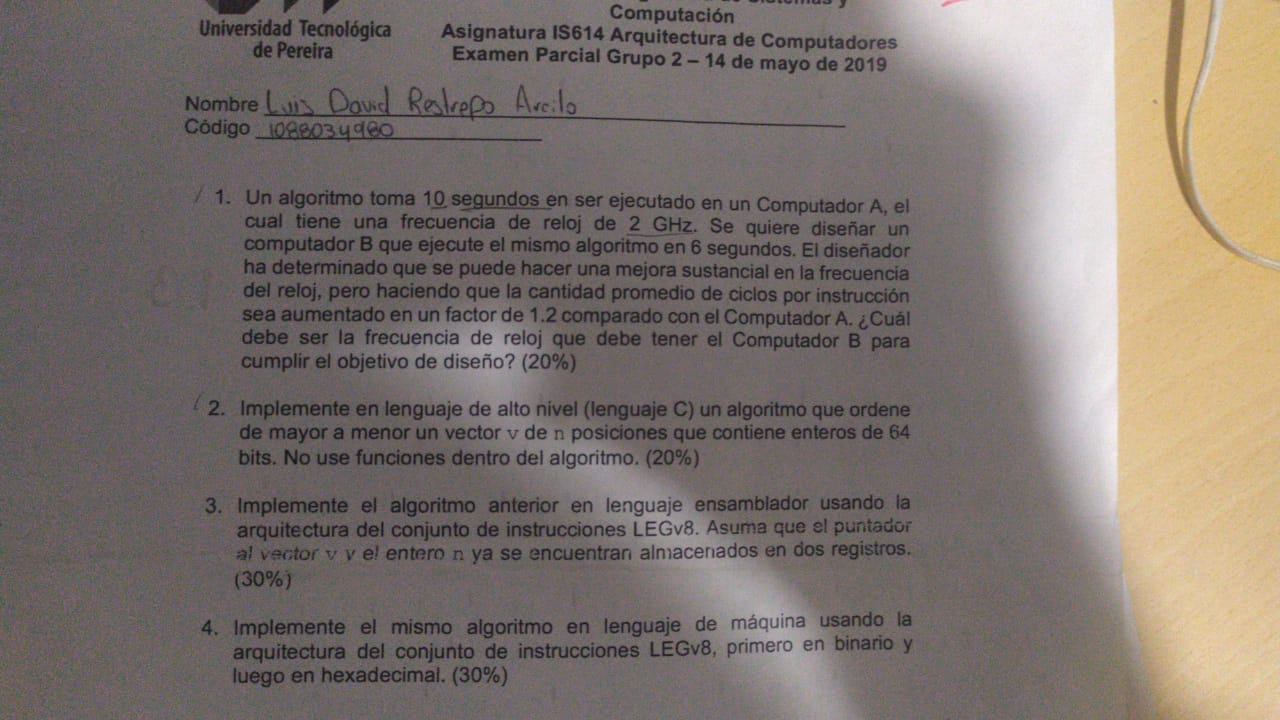 Computación
Universidad Tecnológica
de Pereira
Asignatura IS614 Arquitectura de Computadores
Examen Parcial Grupo 2 – 14 de mayo de 2019
Nombre Luis David Restrepo Arcila
Código 1088034980
1. Un algoritmo toma 10 segundos en ser ejecutado en un Computador A, el
cual tiene una frecuencia de reloj de 2 GHz. Se quiere diseñar un
computador B que ejecute el mismo algoritmo en 6 segundos. El diseñador
ha determinado que se puede hacer una mejora sustancial en la frecuencia
del reloj, pero haciendo que la cantidad promedio de ciclos por instrucción
sea aumentado en un factor de 1.2 comparado con el Computador A. ¿Cuál
debe ser la frecuencia de reloj que debe tener el Computador B para
cumplir el objetivo de diseño? (20%)
2. Implemente en lenguaje de alto nivel (lenguaje C) un algoritmo que ordene
de mayor a menor un vector v de n posiciones que contiene enteros de 64
bits. No use funciones dentro del algoritmo. (20%)
3. Implemente el algoritmo anterior en lenguaje ensamblador usando la
arquitectura del conjunto de instrucciones LEGv8. Asuma que el puntador
al vector v y el entero n ya se encuentran almacenados en dos registros.
(30%)
4. Implemente el mismo algoritmo en lenguaje de máquina usando la
arquitectura del conjunto de instrucciones LEGv8, primero en binario y
luego en hexadecimal. (30%)